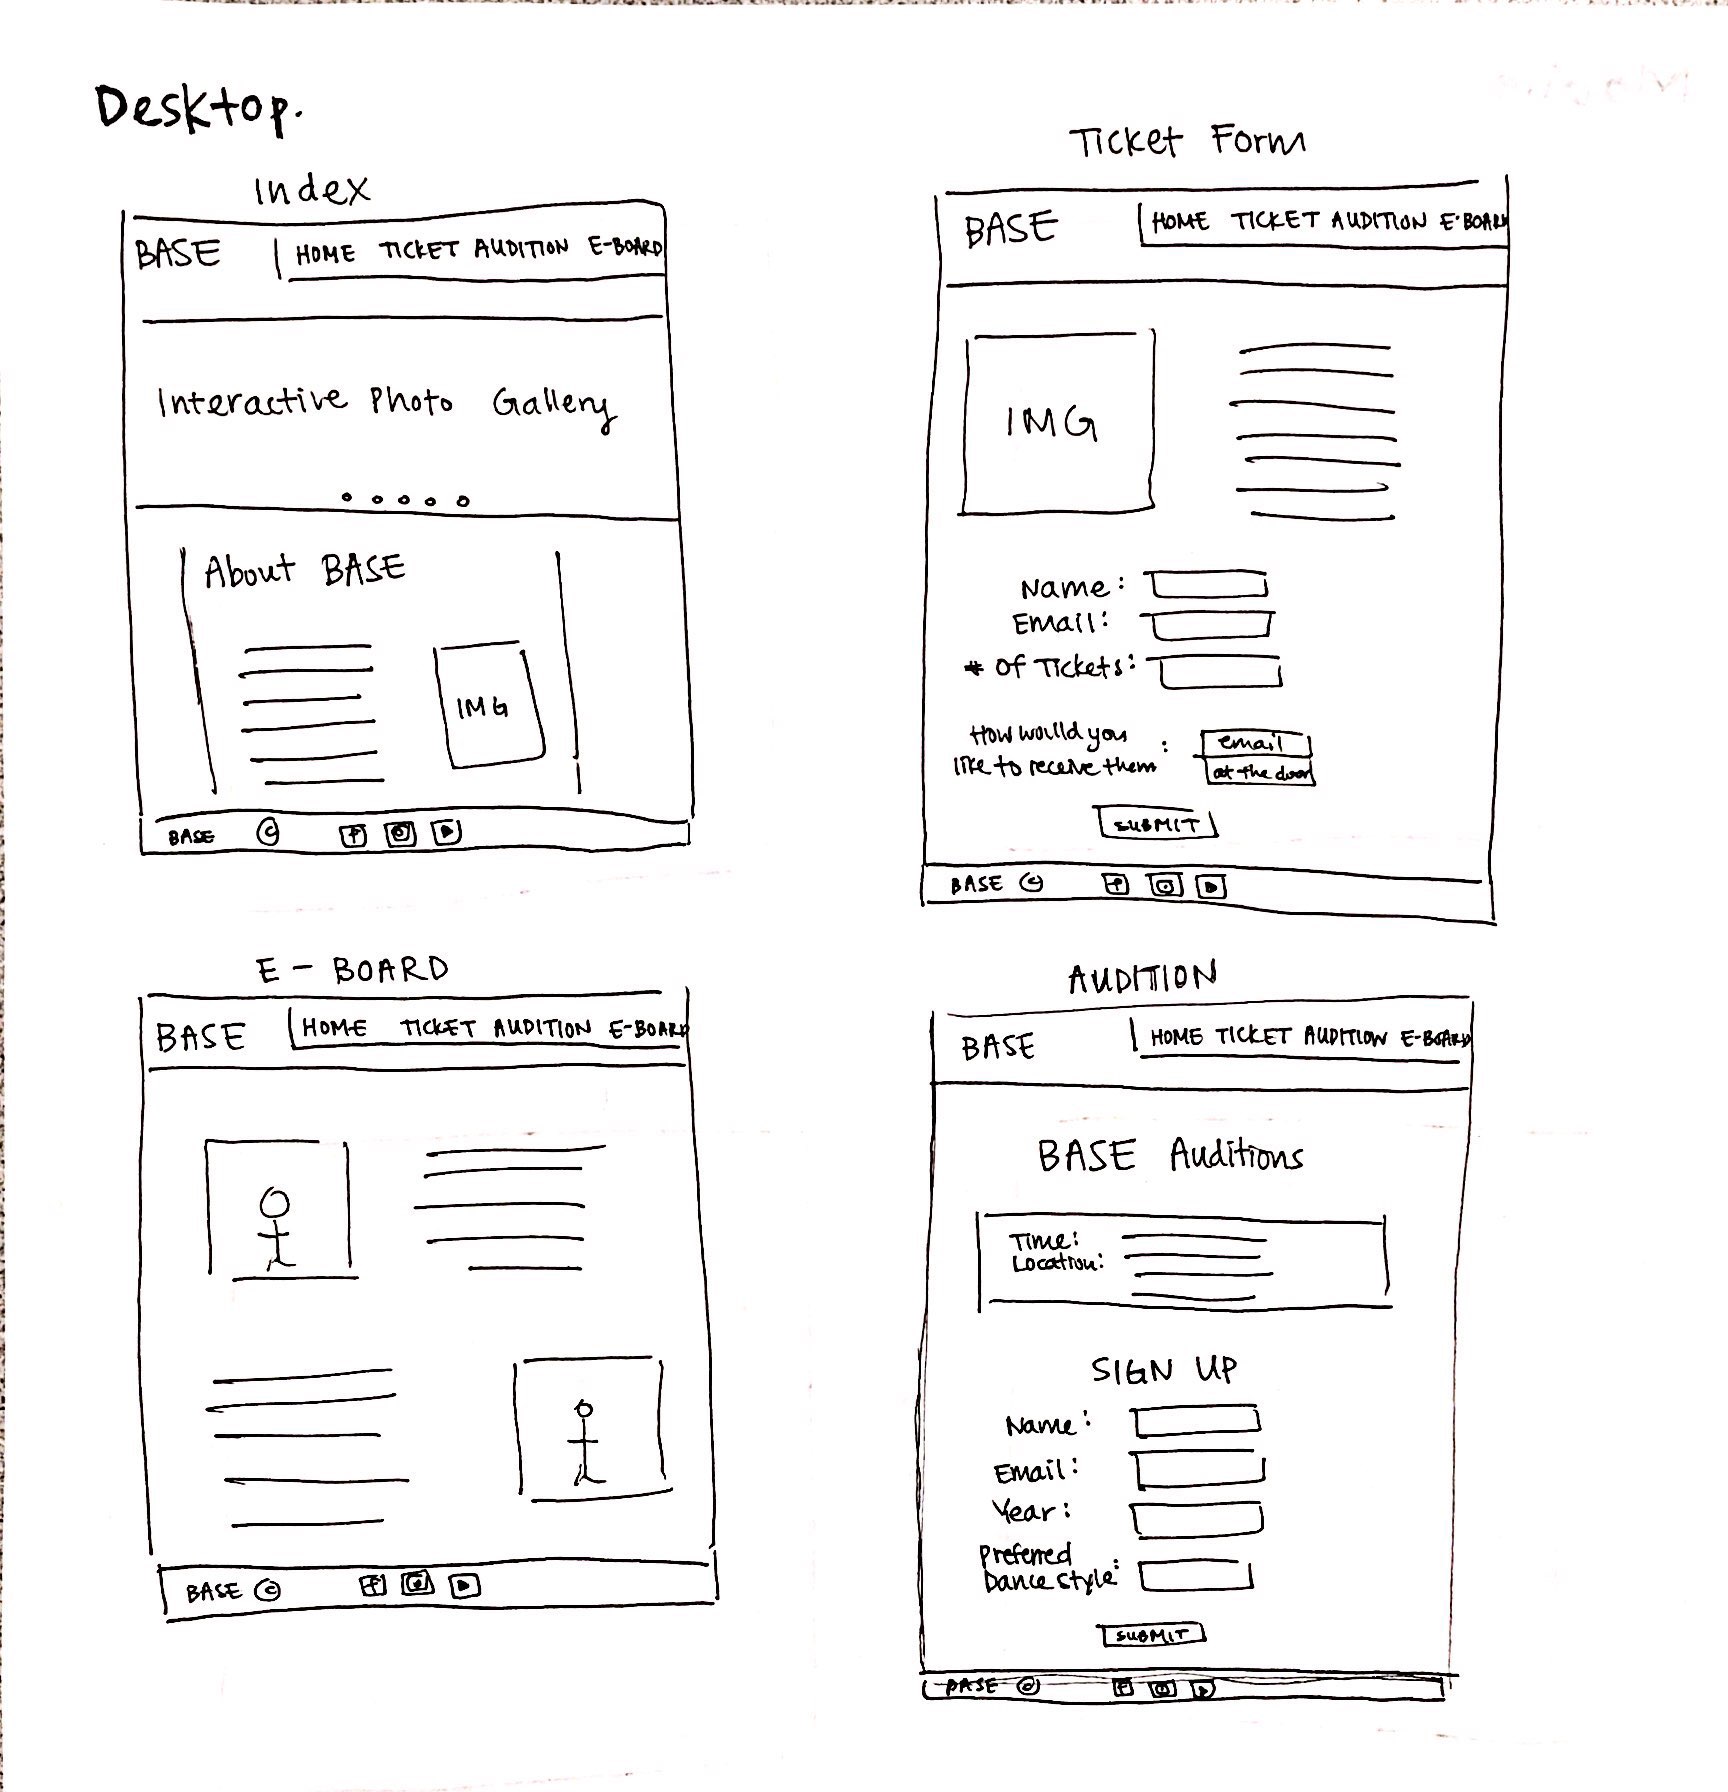 Desktop.
Index
BASE HOME TICKET AUDITION E-BOARD
Interactive Photo Gallery
About BASE
IMG
BASE ©
Ticket Form
BASE HOME TICKET AUDITION E-BOARD
IMG
Name:
Email:
# of Tickets:
How would you
like to receive them :
email
at the door
SUBMIT
BASE ©
E - BOARD
BASE HOME TICKET AUDITION E-BOARD
BASE ©
AUDITION
BASE HOME TICKET AUDITION E-BOARD
BASE Auditions
Time:
Location:
SIGN UP
Name:
Email:
Year:
Preferred
Dance style:
SUBMIT
BASE ©